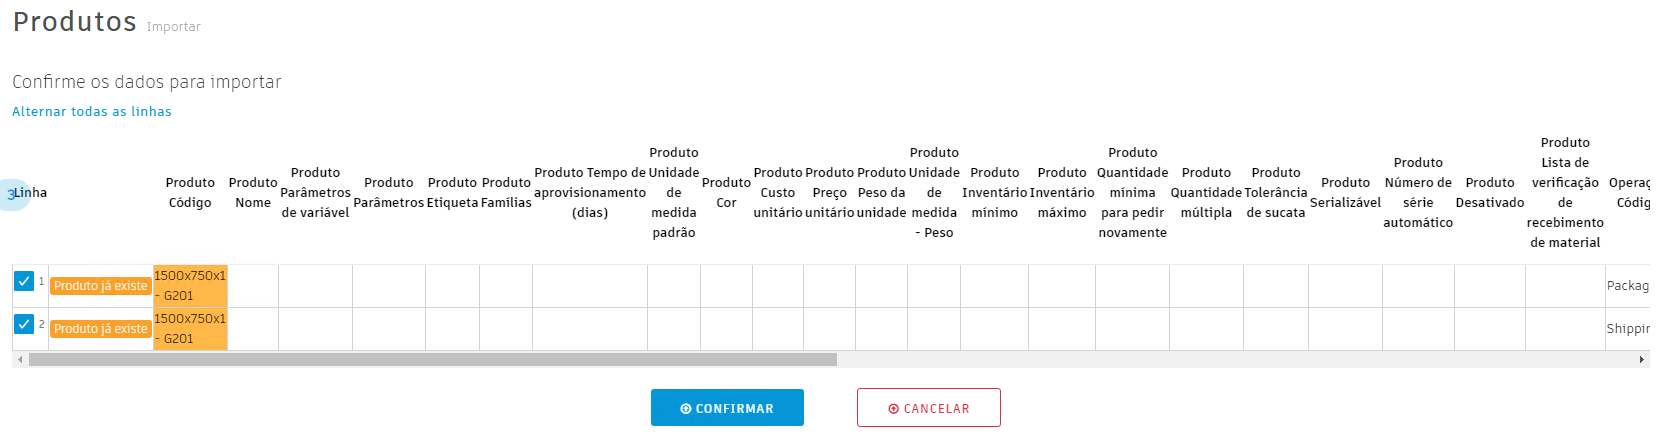 Produtos Importar
Confirme os dados para importar
Alternar todas as linhas
3
Linha
Produto Código
Produto Nome
Produto Parâmetros de variável
Produto Parâmetros
Produto Etiqueta
Produto Famílias
Produto Tempo de aprovisionamento (dias)
Produto Unidade de medida padrão
Produto Cor
Produto Custo unitário
Produto Preço unitário
Produto Peso da unidade
Produto Unidade de medida - Peso
Produto Inventário mínimo
Produto Inventário máximo
Produto Quantidade mínima para pedir novamente
Produto Quantidade múltipla
Produto Tolerância de sucata
Produto Serializável
Produto Número de série automático
Produto Desativado
Produto Lista de verificação de recebimento de material
Operaç Códig
1 Produto já existe 1500x750x1 - G201 Packag
2 Produto já existe 1500x750x1 - G201 Shippin
CONFIRMAR
CANCELAR